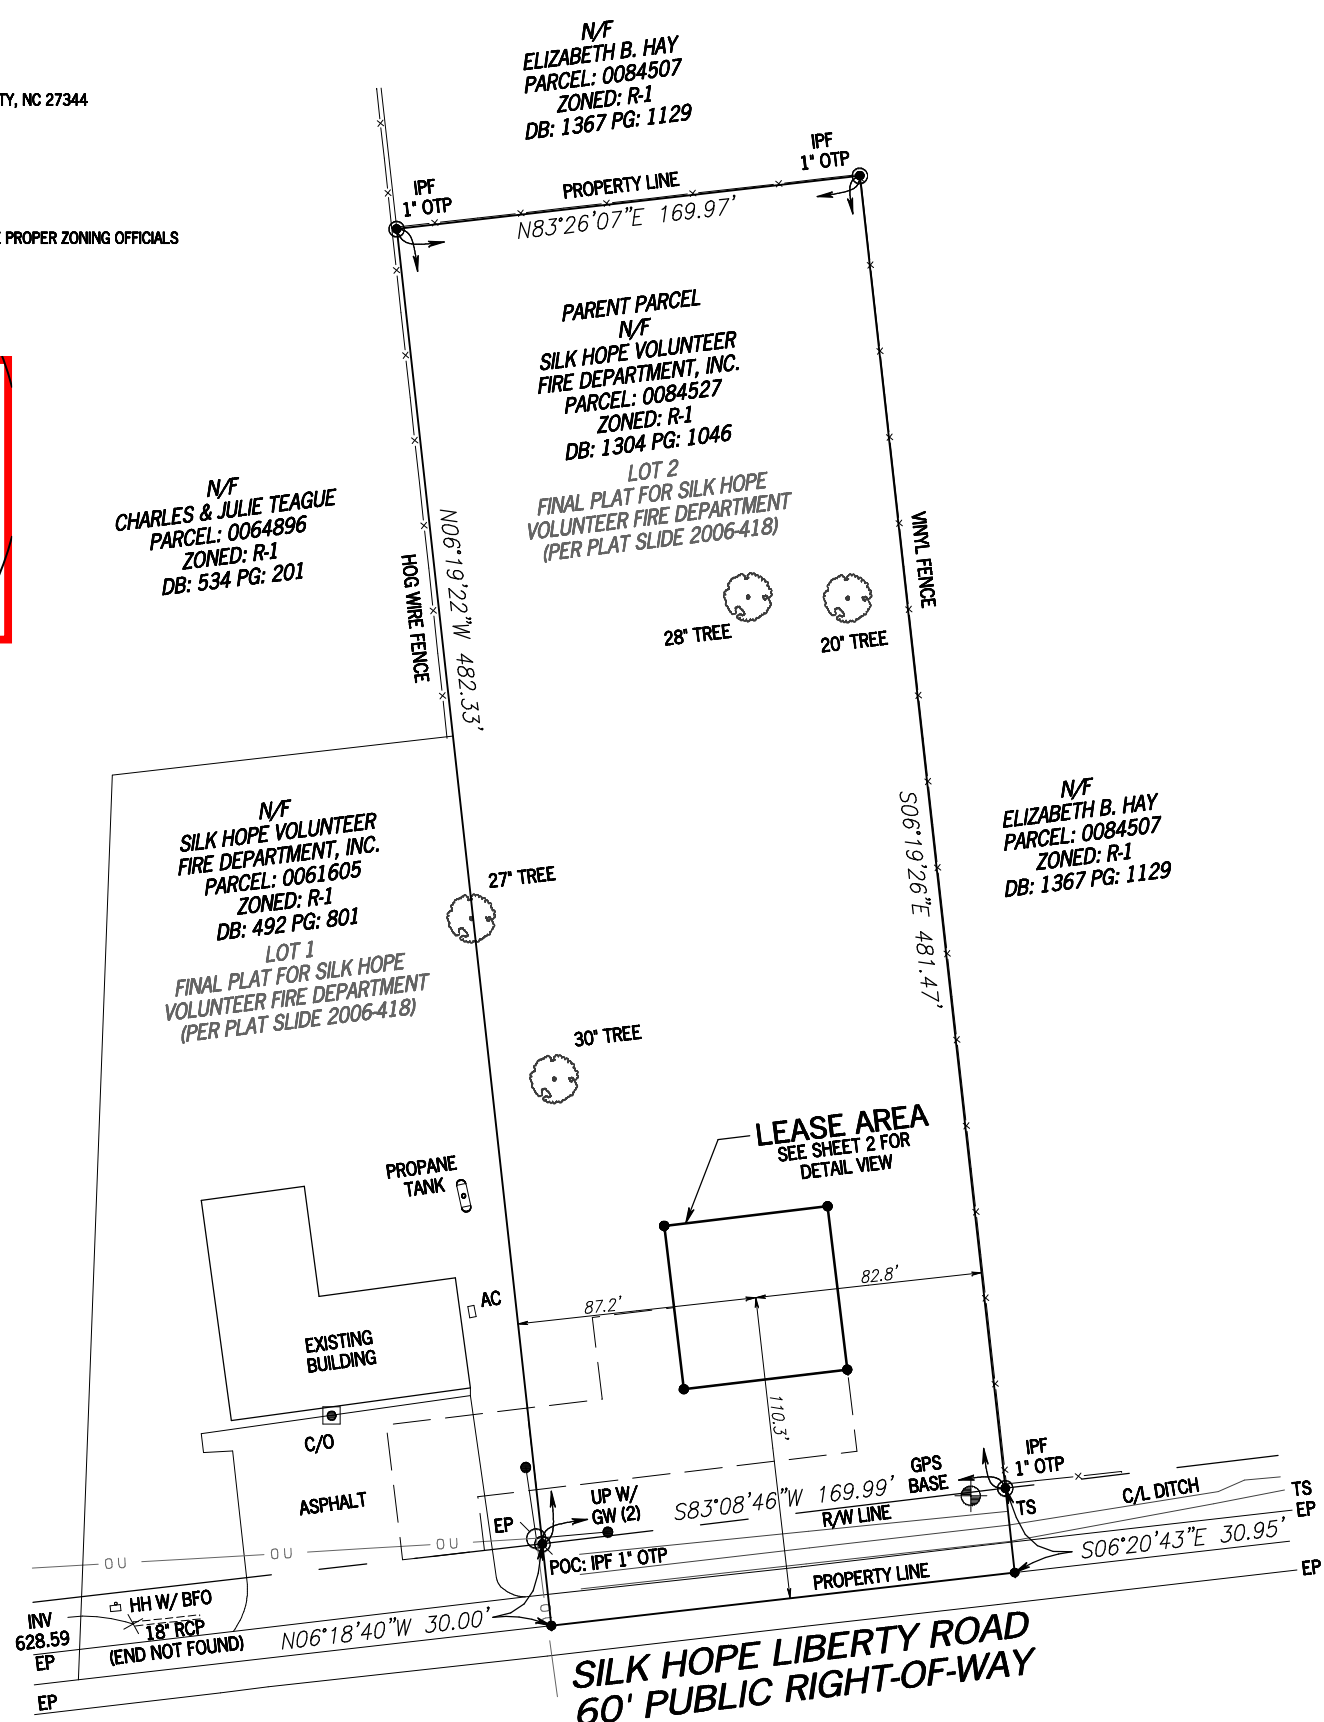 N/F
ELIZABETH B. HAY
PARCEL: 0084507
ZONED: R-1
DB: 1367 PG: 1129
TY, NC 27344
IPF
1" OTP
IPF
1" OTP
PROPERTY LINE
N83°26'07"E 169.97'
PROPER ZONING OFFICIALS
PARENT PARCEL
N/F
SILK HOPE VOLUNTEER
FIRE DEPARTMENT, INC.
PARCEL: 0084527
ZONED: R-1
DB: 1304 PG: 1046
LOT 2
FINAL PLAT FOR SILK HOPE
VOLUNTEER FIRE DEPARTMENT
(PER PLAT SLIDE 2006-418)
N/F
CHARLES & JULIE TEAGUE
PARCEL: 0064896
ZONED: R-1
DB: 534 PG: 201
HOG WIRE FENCE
N06°19'22"W 482.33'
VINYL FENCE
28" TREE
20" TREE
N/F
SILK HOPE VOLUNTEER
FIRE DEPARTMENT, INC.
PARCEL: 0061605
ZONED: R-1
DB: 492 PG: 801
LOT 1
FINAL PLAT FOR SILK HOPE
VOLUNTEER FIRE DEPARTMENT
(PER PLAT SLIDE 2006-418)
27" TREE
S06°19'26"E 481.47'
N/F
ELIZABETH B. HAY
PARCEL: 0084507
ZONED: R-1
DB: 1367 PG: 1129
30" TREE
LEASE AREA
SEE SHEET 2 FOR
DETAIL VIEW
PROPANE
TANK
AC
87.2'
82.8'
110.3'
EXISTING
BUILDING
C/O
ASPHALT
EP
UP W/
GW (2)
S83°08'46"W 169.99'
R/W LINE
GPS
BASE
IPF
1" OTP
TS
C/L DITCH
TS
EP
POC: IPF 1" OTP
OU
OU
OU
OU
PROPERTY LINE
S06°20'43"E 30.95'
EP
HH W/ BFO
INV
628.59
18" RCP
(END NOT FOUND)
N06°18'40"W 30.00'
EP
EP
SILK HOPE LIBERTY ROAD
60' PUBLIC RIGHT-OF-WAY